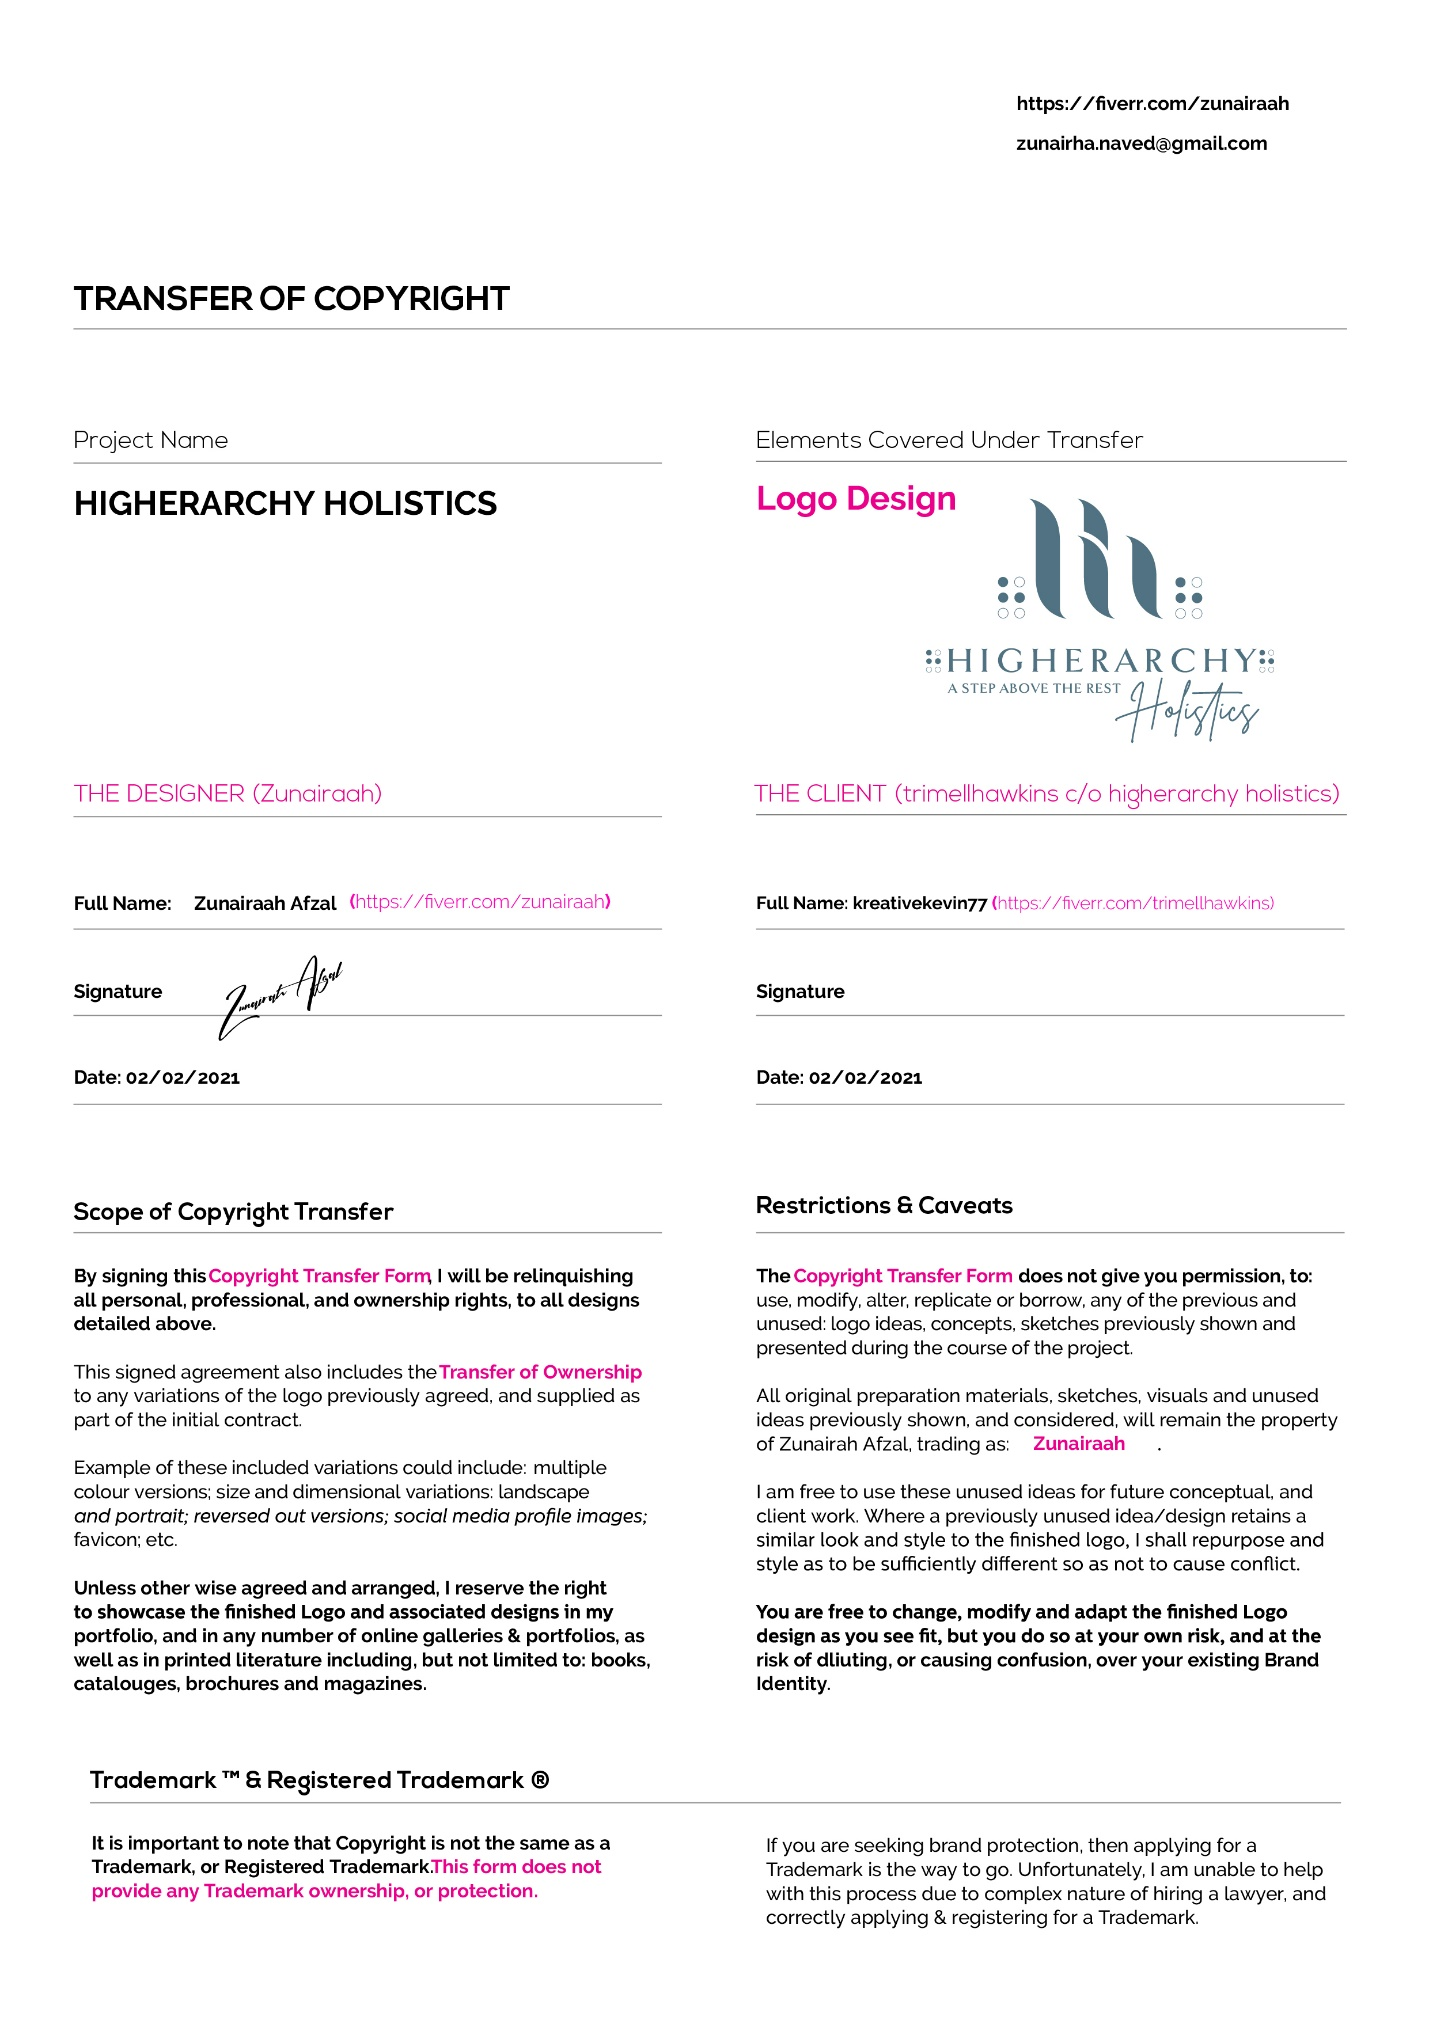 https://fiverr.com/zunairaah
zunairha.naved@gmail.com
TRANSFER OF COPYRIGHT
Project Name
HIGHERARCHY HOLISTICS
Elements Covered Under Transfer
Logo Design
HIGHERARCHY
A STEP ABOVE THE REST
Holistics
THE DESIGNER (Zunairaah)
Full Name: Zunairaah Afzal (https://fiverr.com/zunairaah)
Signature Zunairah Afzal
Date: 02/02/2021
THE CLIENT (trimellhawkins c/o higherarchy holistics)
Full Name: kreativekevin77 (https://fiverr.com/trimellhawkins)
Signature
Date: 02/02/2021
Scope of Copyright Transfer
By signing this Copyright Transfer Form, I will be relinquishing
all personal, professional, and ownership rights, to all designs
detailed above.
This signed agreement also includes the Transfer of Ownership
to any variations of the logo previously agreed, and supplied as
part of the initial contract.
Example of these included variations could include: multiple
colour versions; size and dimensional variations: landscape
and portrait; reversed out versions; social media profile images;
favicon; etc.
Unless other wise agreed and arranged, I reserve the right
to showcase the finished Logo and associated designs in my
portfolio, and in any number of online galleries & portfolios, as
well as in printed literature including, but not limited to: books,
catalouges, brochures and magazines.
Restrictions & Caveats
The Copyright Transfer Form does not give you permission, to:
use, modify, alter, replicate or borrow, any of the previous and
unused: logo ideas, concepts, sketches previously shown and
presented during the course of the project.
All original preparation materials, sketches, visuals and unused
ideas previously shown, and considered, will remain the property
of Zunairah Afzal, trading as: Zunairaah .
I am free to use these unused ideas for future conceptual, and
client work. Where a previously unused idea/design retains a
similar look and style to the finished logo, I shall repurpose and
style as to be sufficiently different so as not to cause conflict.
You are free to change, modify and adapt the finished Logo
design as you see fit, but you do so at your own risk, and at the
risk of dliuting, or causing confusion, over your existing Brand
Identity.
Trademark ™ & Registered Trademark ®
It is important to note that Copyright is not the same as a
Trademark, or Registered Trademark.This form does not
provide any Trademark ownership, or protection.
If you are seeking brand protection, then applying for a
Trademark is the way to go. Unfortunately, I am unable to help
with this process due to complex nature of hiring a lawyer, and
correctly applying & registering for a Trademark.